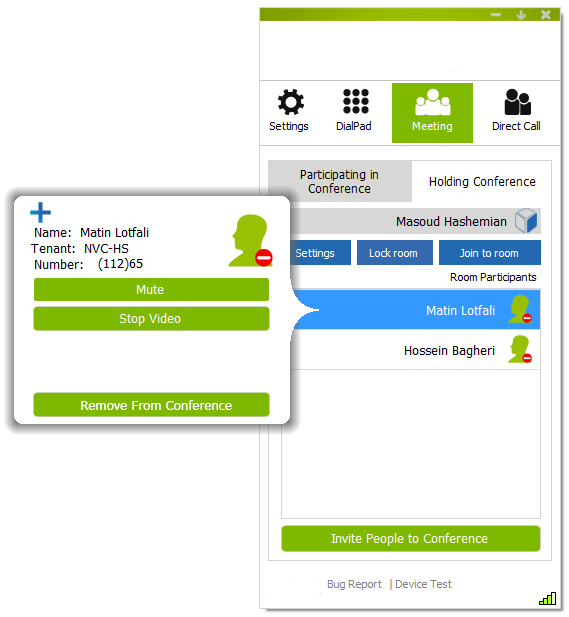 Settings
DialPad
Meeting
Direct Call
Participating in
Conference
Holding Conference
Masoud Hashemian
Settings
Lock room
Join to room
Room Participants
Matin Lotfali
Hossein Bagheri
Invite People to Conference
Bug Report | Device Test
Name: Matin Lotfali
Tenant: NVC-HS
Number: (112)65
Mute
Stop Video
Remove From Conference